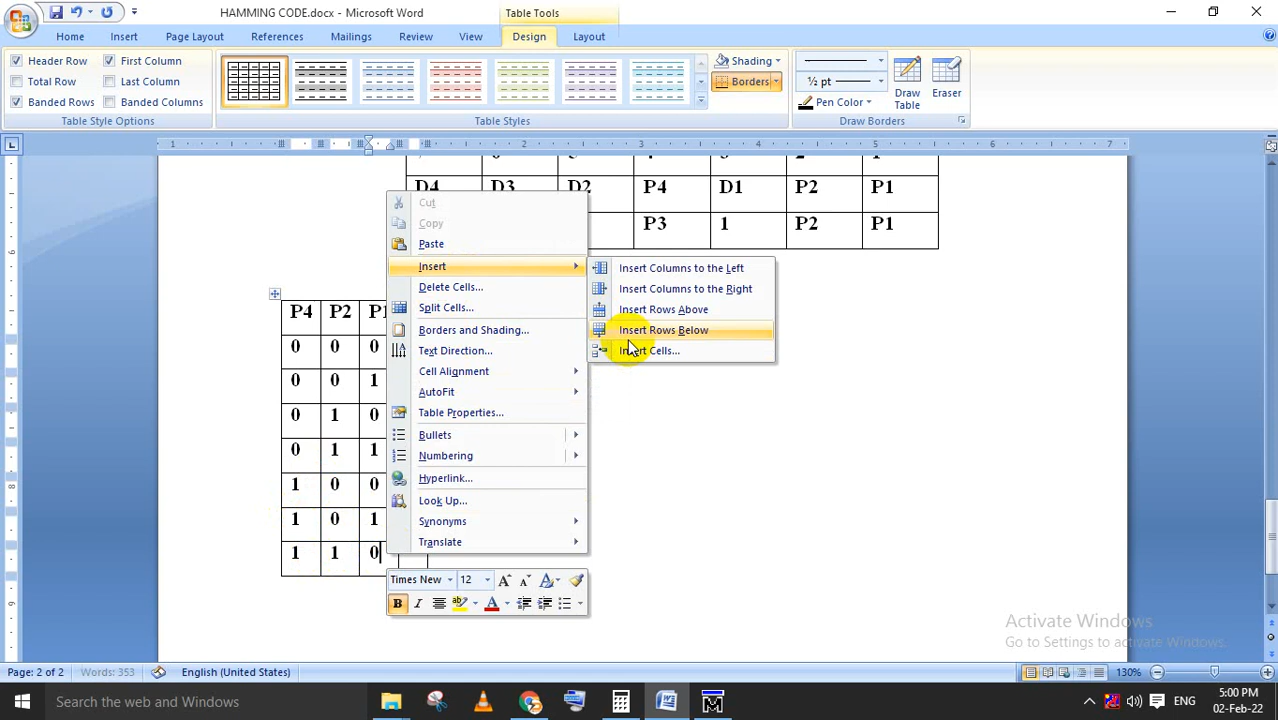 HAMMING CODE.docx - Microsoft Word
Table Tools
Home Insert Page Layout References Mailings Review View Design Layout
Header Row First Column
Total Row Last Column
Banded Rows Banded Columns
Table Style Options
Table Styles
Shading
Borders
½ pt
Pen Color
Draw Table
Eraser
Draw Borders
1 2 3 4 5 6 7
D4 D3 D2 P4 D1 P2 P1
P3 1 P2 P1
P4 P2 P1
0 0 0
0 0 1
0 1 0
0 1 1
1 0 0
1 0 1
1 1 0
Cut
Copy
Paste
Insert
Delete Cells...
Split Cells...
Borders and Shading...
Text Direction...
Cell Alignment
AutoFit
Table Properties...
Bullets
Numbering
Hyperlink...
Look Up...
Synonyms
Translate
Insert Columns to the Left
Insert Columns to the Right
Insert Rows Above
Insert Rows Below
Insert Cells...
Times New 12
B I
Activate Windows
Go to Settings to activate Windows.
Page: 2 of 2 Words: 353 English (United States) 130%
Search the web and Windows
ENG
5:00 PM
02-Feb-22